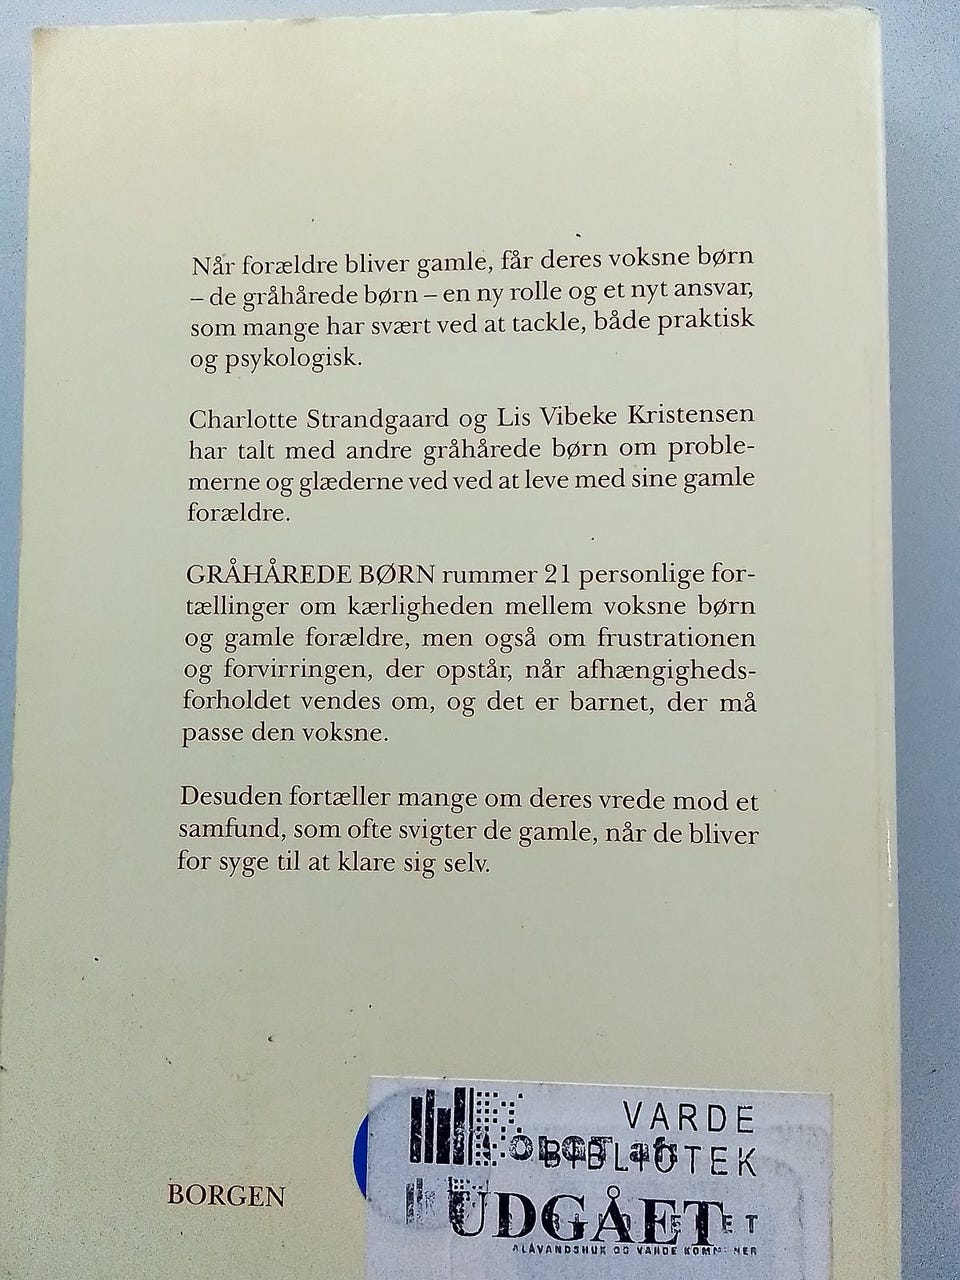 Når forældre bliver gamle, får deres voksne børn
– de gråhårede børn – en ny rolle og et nyt ansvar,
som mange har svært ved at tackle, både praktisk
og psykologisk.
Charlotte Strandgaard og Lis Vibeke Kristensen
har talt med andre gråhårede børn om proble-
merne og glæderne ved ved at leve med sine gamle
forældre.
GRÅHÅREDE BØRN rummer 21 personlige for-
tællinger om kærligheden mellem voksne børn
og gamle forældre, men også om frustrationen
og forvirringen, der opstår, når afhængigheds-
forholdet vendes om, og det er barnet, der må
passe den voksne.
Desuden fortæller mange om deres vrede mod et
samfund, som ofte svigter de gamle, når de bliver
for syge til at klare sig selv.
VARDE
BIBLIOTEK
BORGEN
UDGÅET